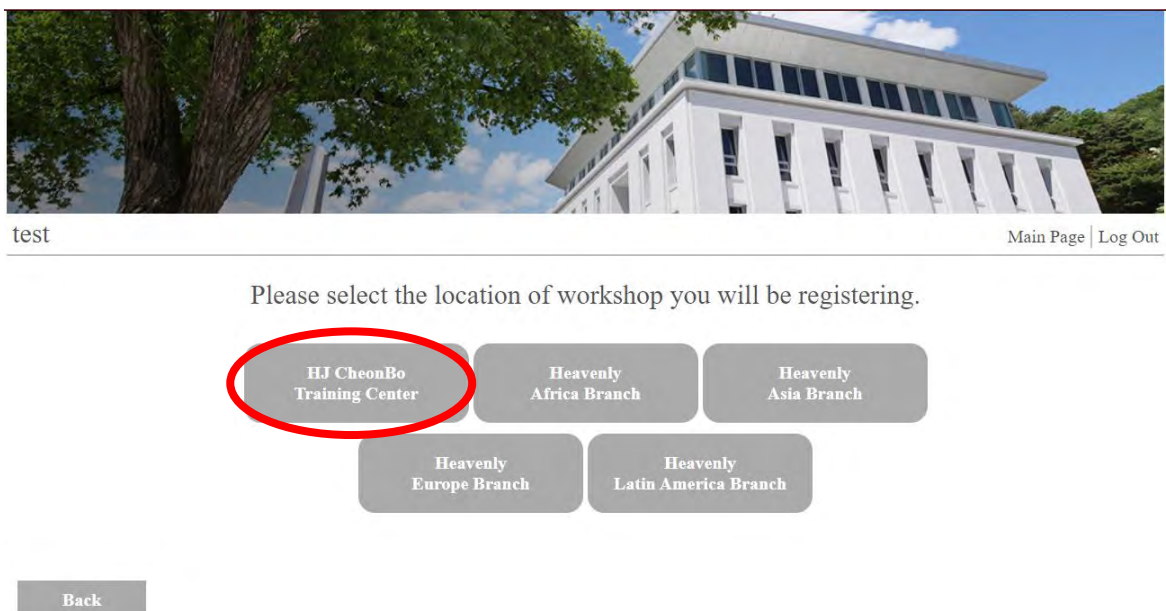 test
Main Page | Log Out
Please select the location of workshop you will be registering.
HJ CheonBo
Training Center
Heavenly
Africa Branch
Heavenly
Asia Branch
Heavenly
Europe Branch
Heavenly
Latin America Branch
Back